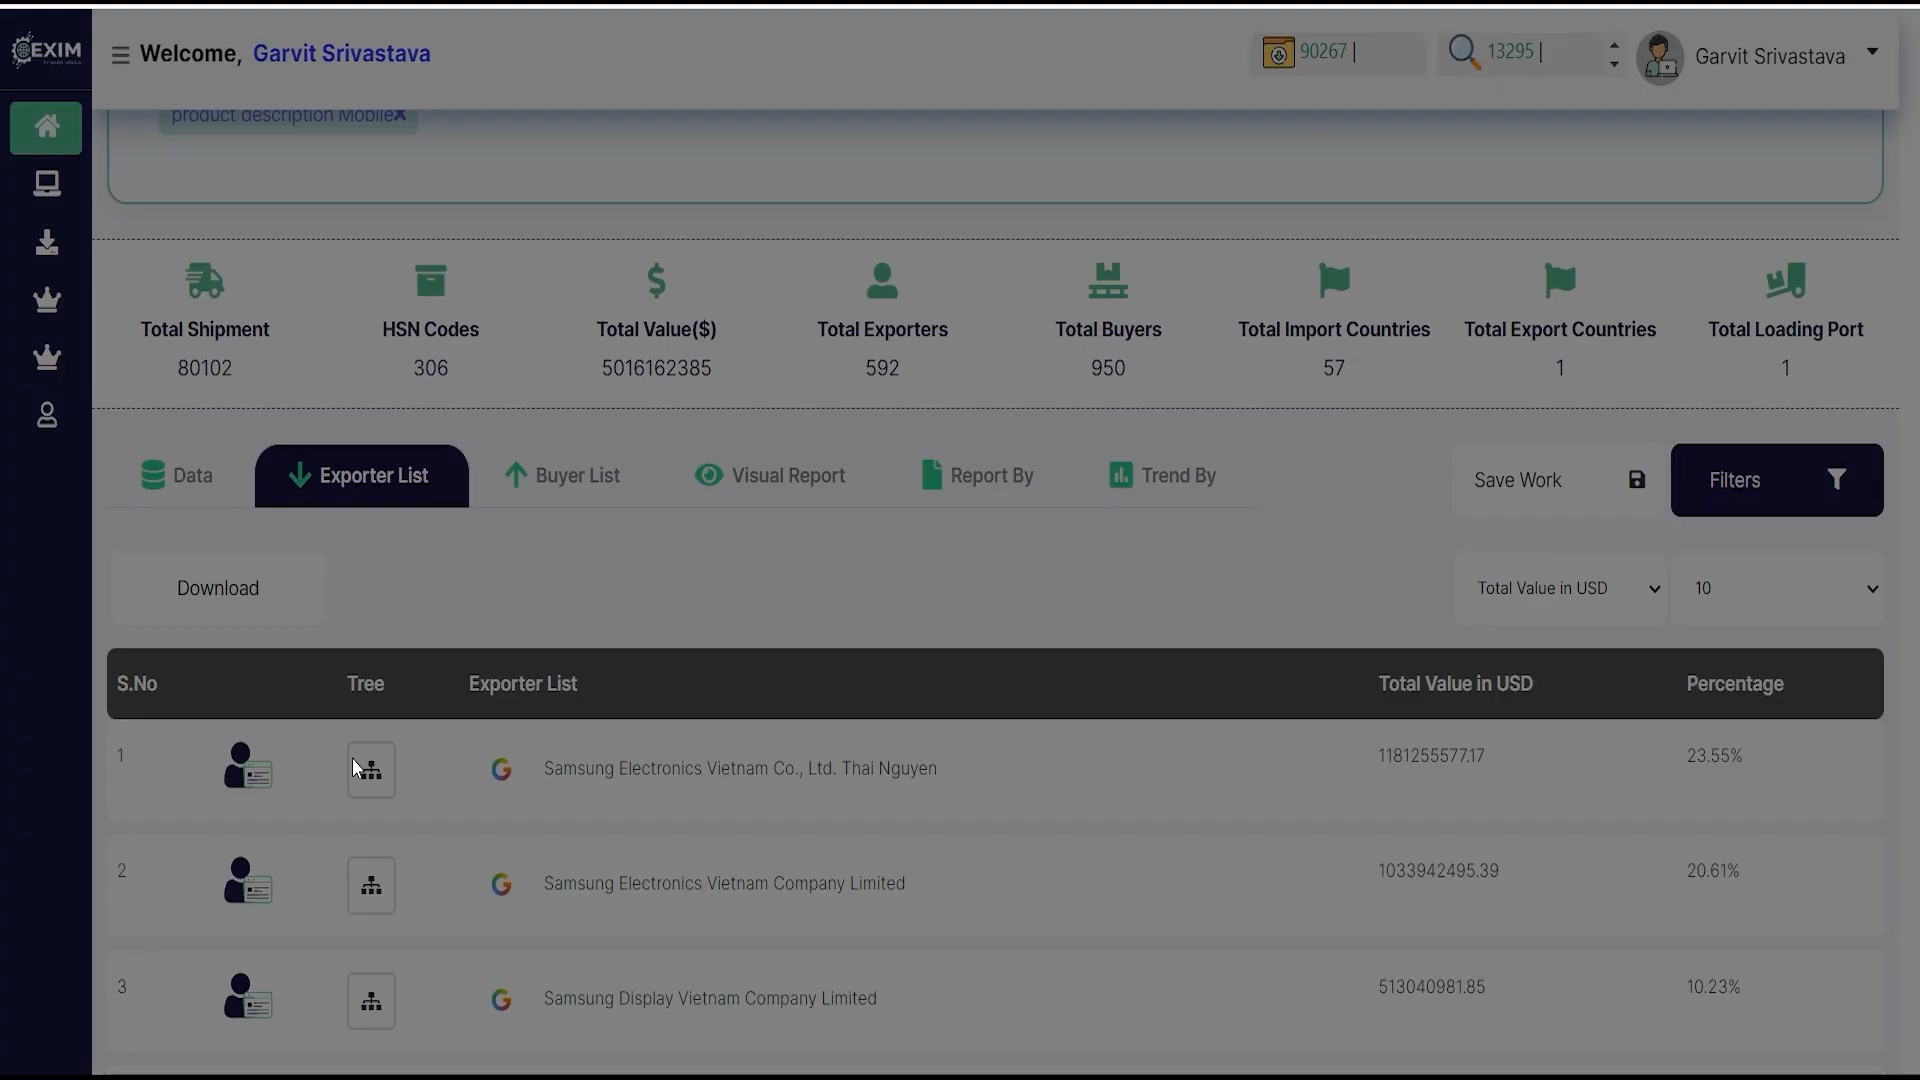 EXIM
trade data
Welcome, Garvit Srivastava
90267
13295
Garvit Srivastava
product description Mobile
Total Shipment
80102
HSN Codes
306
Total Value($)
5016162385
Total Exporters
592
Total Buyers
950
Total Import Countries
57
Total Export Countries
1
Total Loading Port
1
Data
Exporter List
Buyer List
Visual Report
Report By
Trend By
Save Work
Filters
Download
Total Value in USD
10
S.No Tree Exporter List Total Value in USD Percentage
1 Samsung Electronics Vietnam Co., Ltd. Thai Nguyen 1181255577.17 23.55%
2 Samsung Electronics Vietnam Company Limited 1033942495.39 20.61%
3 Samsung Display Vietnam Company Limited 513040981.85 10.23%